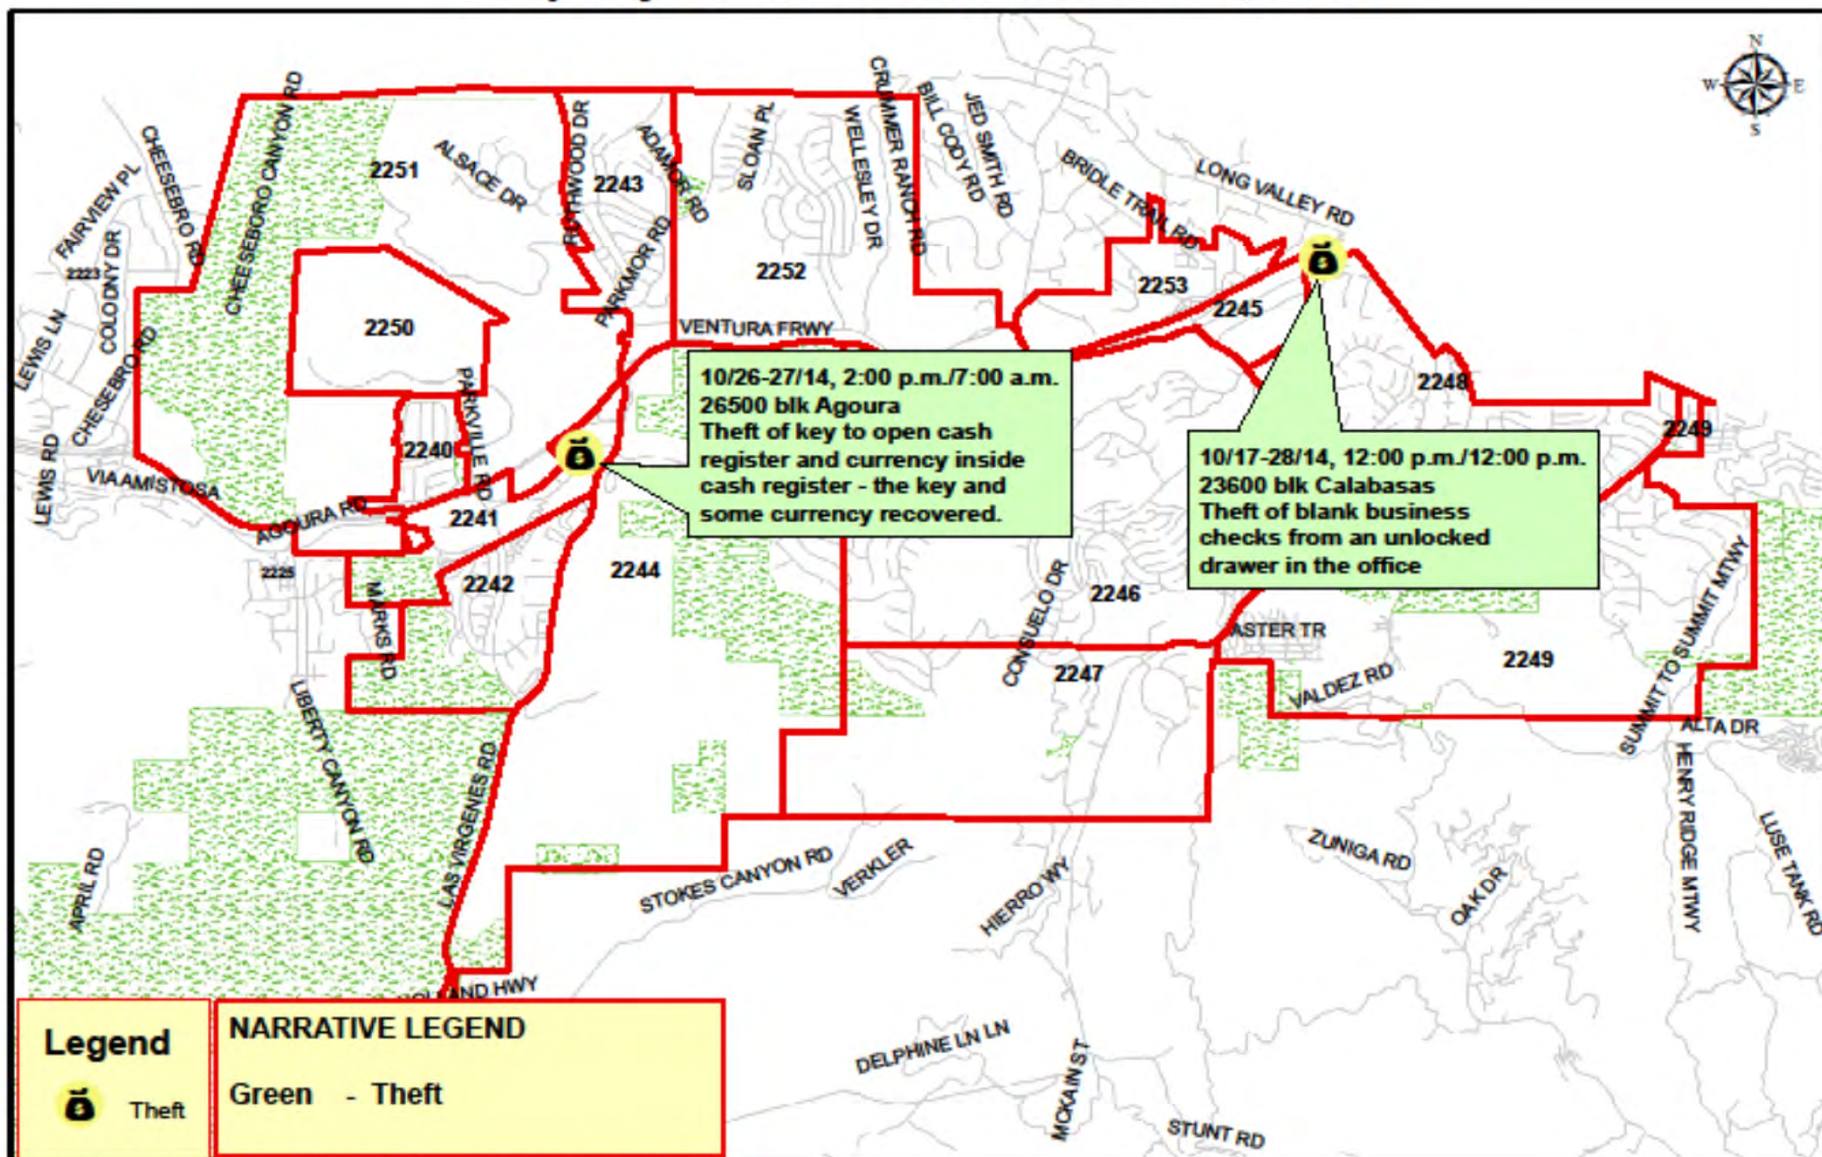 N
W E
S
CHEESEBORO CANYON RD
CHEESEBRO RD
FAIRVIEW PL
2223
COLODNY DR
LEWIS LN
CHESEBRO RD
LEWIS RD
VIA AMISTOSA
AGOURA RD
2251
ALSACE DR
2243
ADAMOR RD
PARKMOR RD
SLOAN PL
WELLESLEY DR
CRUMMER RANCH RD
BILL CODY RD
JED SMITH RD
BRIDLE TRAIL RD
LONG VALLEY RD
2252
2253
2245
2250
VENTURA FRWY
PARKVILLE RD
2240
2241
2248
2249
10/26-27/14, 2:00 p.m./7:00 a.m.
26500 blk Agoura
Theft of key to open cash
register and currency inside
cash register - the key and
some currency recovered.
10/17-28/14, 12:00 p.m./12:00 p.m.
23600 blk Calabasas
Theft of blank business
checks from an unlocked
drawer in the office
2225
MARKS RD
2242
2244
CONSUELO DR
2246
ASTER TR
2247
VALDEZ RD
2249
SUMMIT TO SUMMIT MTWY
ALTA DR
LIBERTY CANYON RD
LAS VIRGENES RD
APRIL RD
STOKES CANYON RD
VERKLER
HIERRO WY
ZUNIGA RD
OAK DR
HENRY RIDGE MTWY
LUSE TANK RD
HWY
DELPHINE LN LN
MCKAIN ST
STUNT RD
Legend
Theft
NARRATIVE LEGEND
Green - Theft